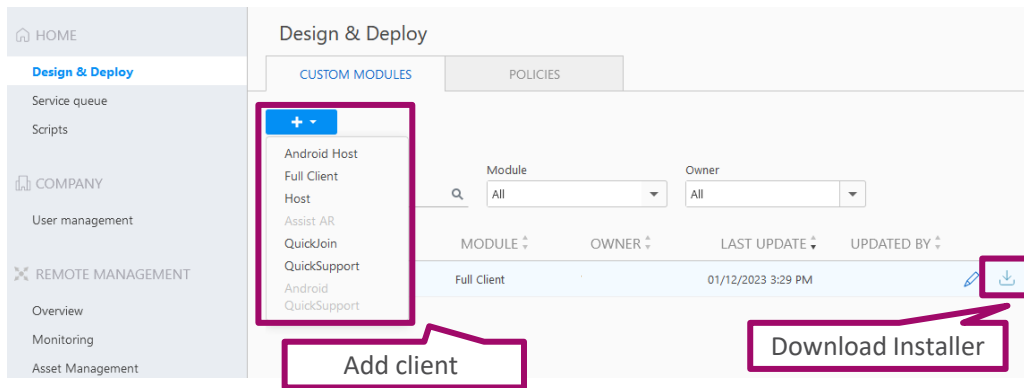 HOME
Design & Deploy
Service queue
Scripts
COMPANY
User management
REMOTE MANAGEMENT
Overview
Monitoring
Asset Management
Design & Deploy
CUSTOM MODULES
POLICIES
+
Android Host
Full Client
Host
Assist AR
QuickJoin
QuickSupport
Android
QuickSupport
Module
All
Owner
All
MODULE
OWNER
LAST UPDATE
UPDATED BY
Full Client
01/12/2023 3:29 PM
Add client
Download Installer